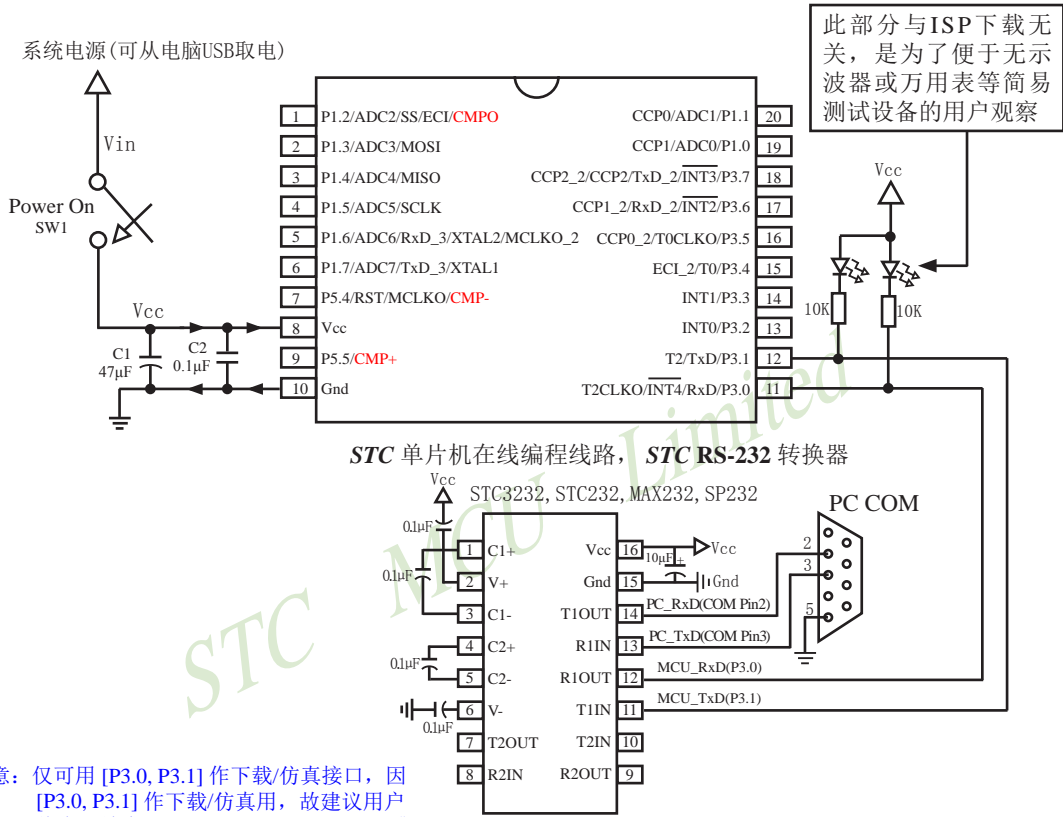 系统电源(可从电脑USB取电)
此部分与ISP下载无
关，是为了便于无示
波器或万用表等简易
测试设备的用户观察
Vin
Power On
SW1
Vcc
C1
47μF
C2
0.1μF
1 P1.2/ADC2/SS/ECI/CMPO
2 P1.3/ADC3/MOSI
3 P1.4/ADC4/MISO
4 P1.5/ADC5/SCLK
5 P1.6/ADC6/RxD_3/XTAL2/MCLKO_2
6 P1.7/ADC7/TxD_3/XTAL1
7 P5.4/RST/MCLKO/CMP-
8 Vcc
9 P5.5/CMP+
10 Gnd
CCP0/ADC1/P1.1 20
CCP1/ADC0/P1.0 19
CCP2_2/CCP2/TxD_2/INT3/P3.7 18
CCP1_2/RxD_2/INT2/P3.6 17
CCP0_2/T0CLKO/P3.5 16
ECI_2/T0/P3.4 15
INT1/P3.3 14
INT0/P3.2 13
T2/TxD/P3.1 12
T2CLKO/INT4/RxD/P3.0 11
Vcc
10K
10K
STC 单片机在线编程线路， STC RS-232 转换器
STC3232,STC232,MAX232,SP232
Vcc
0.1μF
0.1μF
0.1μF
0.1μF
1 C1+
2 V+
3 C1-
4 C2+
5 C2-
6 V-
7 T2OUT
8 R2IN
Vcc 16
Gnd 15
T1OUT 14
R1IN 13
R1OUT 12
T1IN 11
T2IN 10
R2OUT 9
10μF +
Vcc
Gnd
PC_RxD(COM Pin2)
PC_TxD(COM Pin3)
MCU_RxD(P3.0)
MCU_TxD(P3.1)
PC COM
2
3
5
STC MCU Limited
意：仅可用 [P3.0, P3.1] 作下载/仿真接口，因
[P3.0, P3.1] 作下载/仿真用，故建议用户